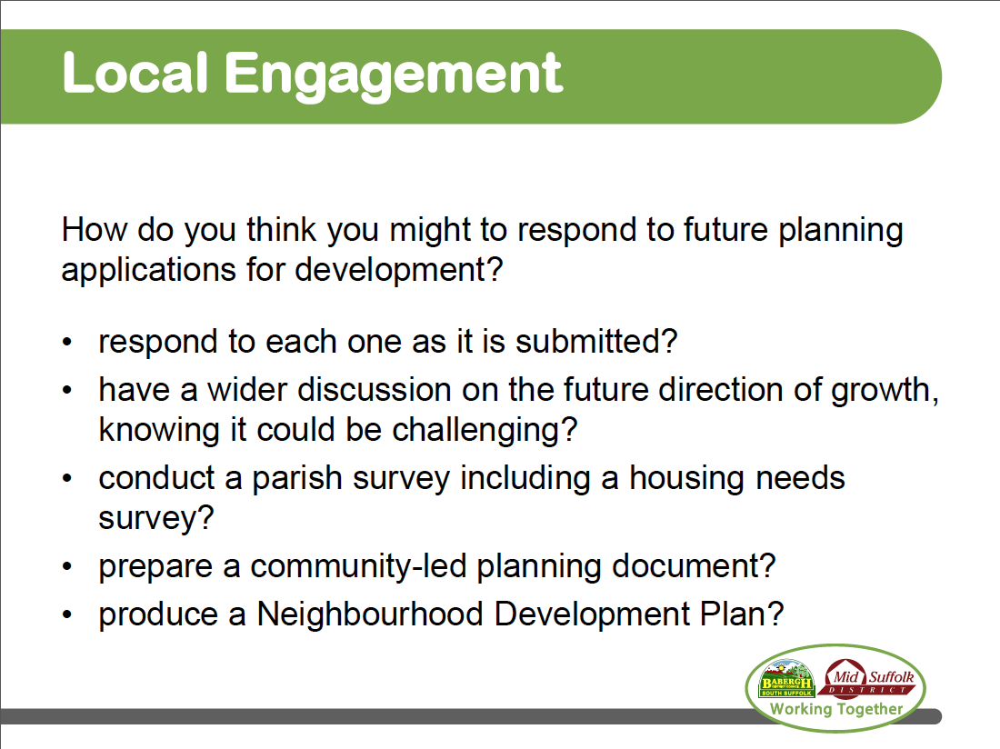 Local Engagement
How do you think you might to respond to future planning
applications for development?
• respond to each one as it is submitted?
• have a wider discussion on the future direction of growth,
knowing it could be challenging?
• conduct a parish survey including a housing needs
survey?
• prepare a community-led planning document?
• produce a Neighbourhood Development Plan?
BABERGH
DISTRICT COUNCIL
SOUTH SUFFOLK
Mid Suffolk
DISTRICT
Working Together